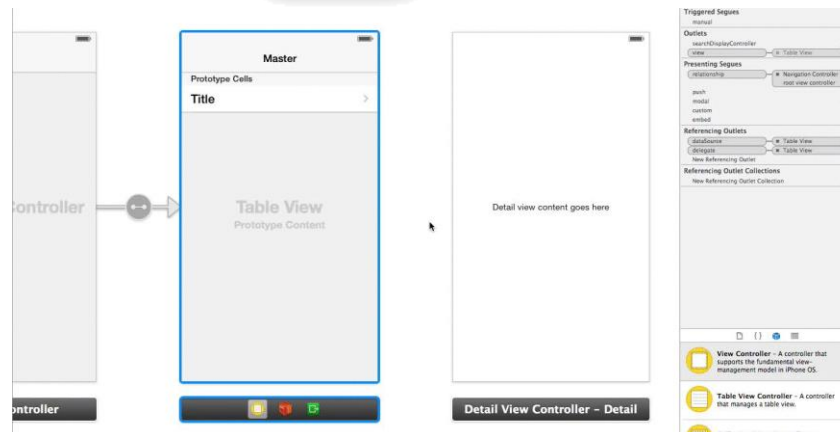 Master
Prototype Cells
Title
Table View
Prototype Content
Controller
ontroller
Detail view content goes here
Detail View Controller – Detail
Triggered Segues
manual
Outlets
searchDisplayController
view
Table View
Presenting Segues
relationship
Navigation Controller
root view controller
push
modal
custom
embed
Referencing Outlets
dataSource
Table View
delegate
Table View
New Referencing Outlet
Referencing Outlet Collections
New Referencing Outlet Collection
{ }
View Controller – A controller that
supports the fundamental view-
management model in iPhone OS.
Table View Controller – A controller
that manages a table view.